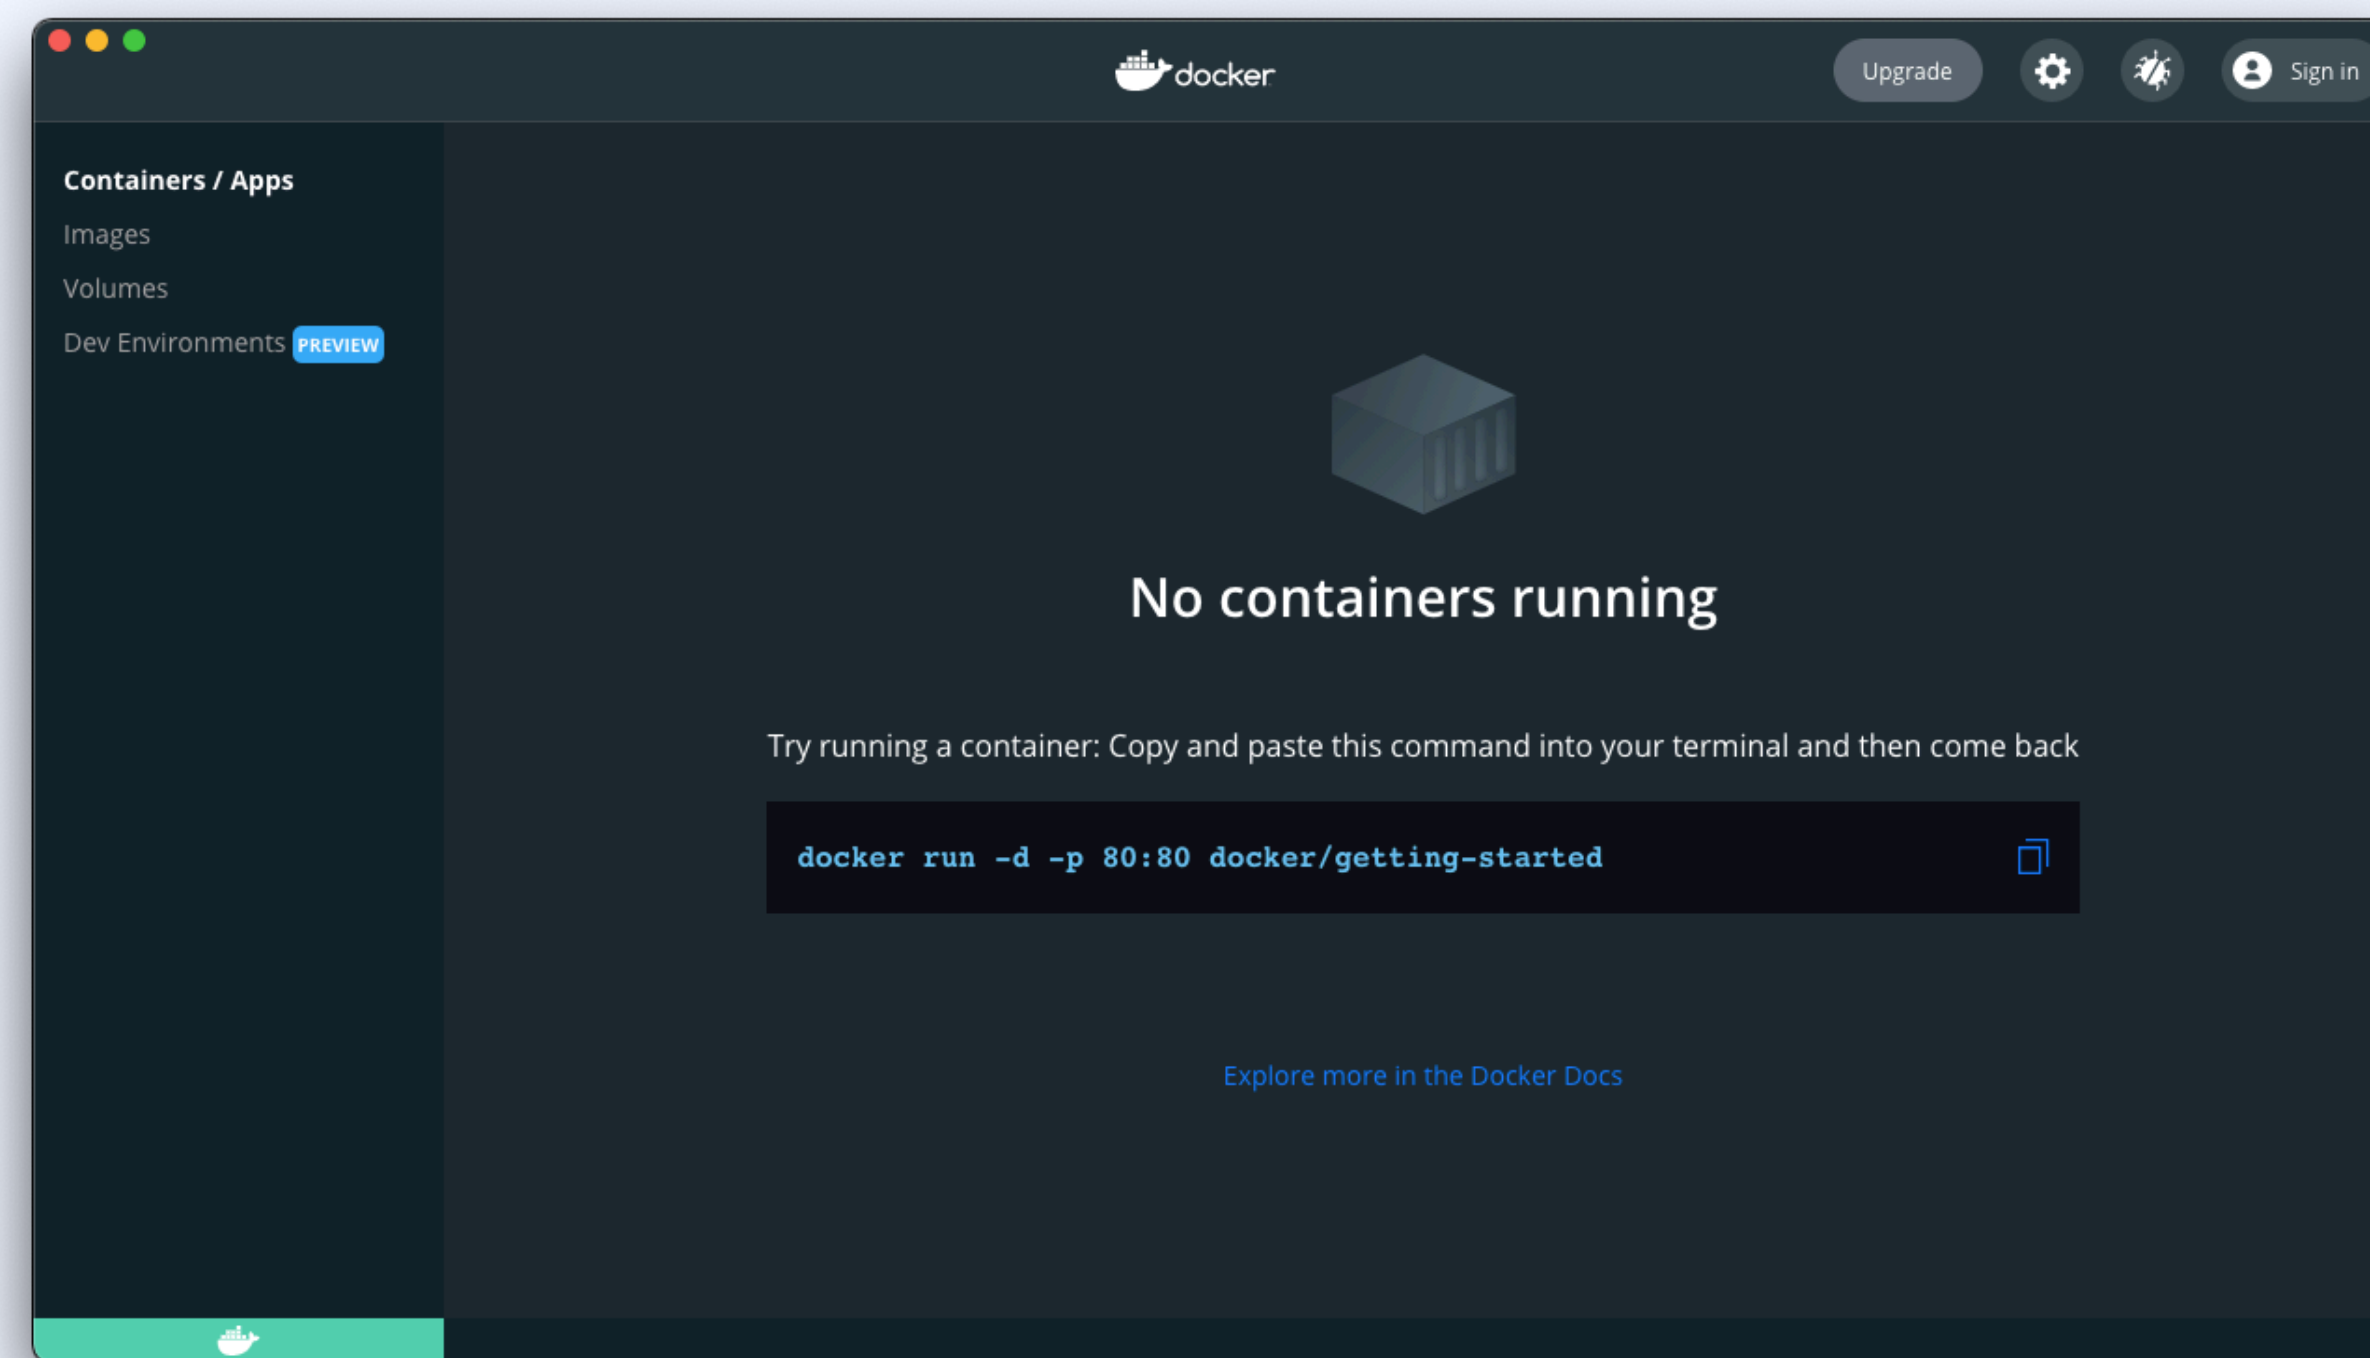 docker
Upgrade
Sign in
Containers / Apps
Images
Volumes
Dev Environments PREVIEW
No containers running
Try running a container: Copy and paste this command into your terminal and then come back
docker run -d -p 80:80 docker/getting-started
Explore more in the Docker Docs